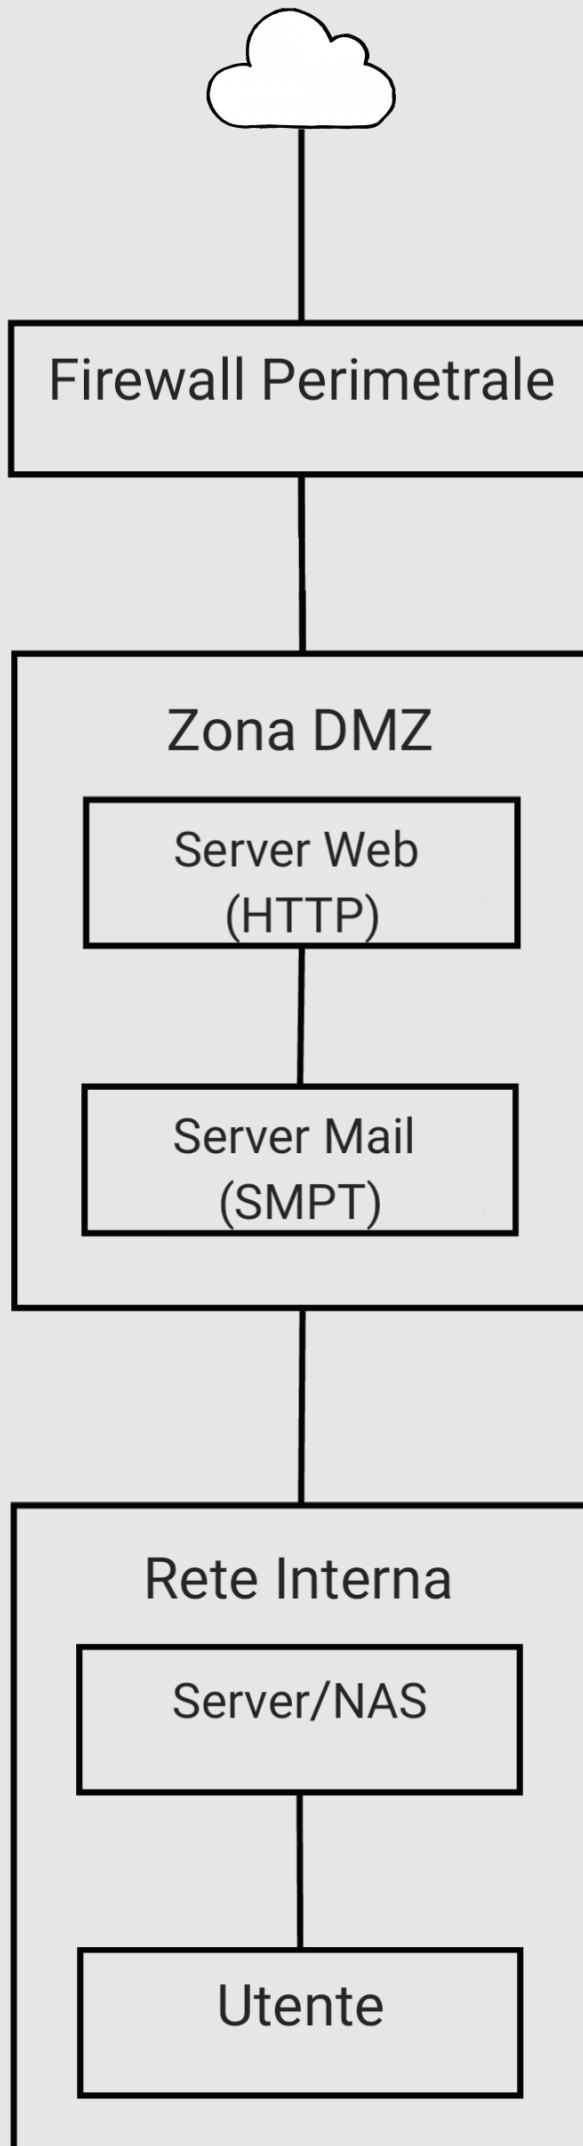 Firewall Perimetrale
Zona DMZ
Server Web
(HTTP)
Server Mail
(SMPT)
Rete Interna
Server/NAS
Utente